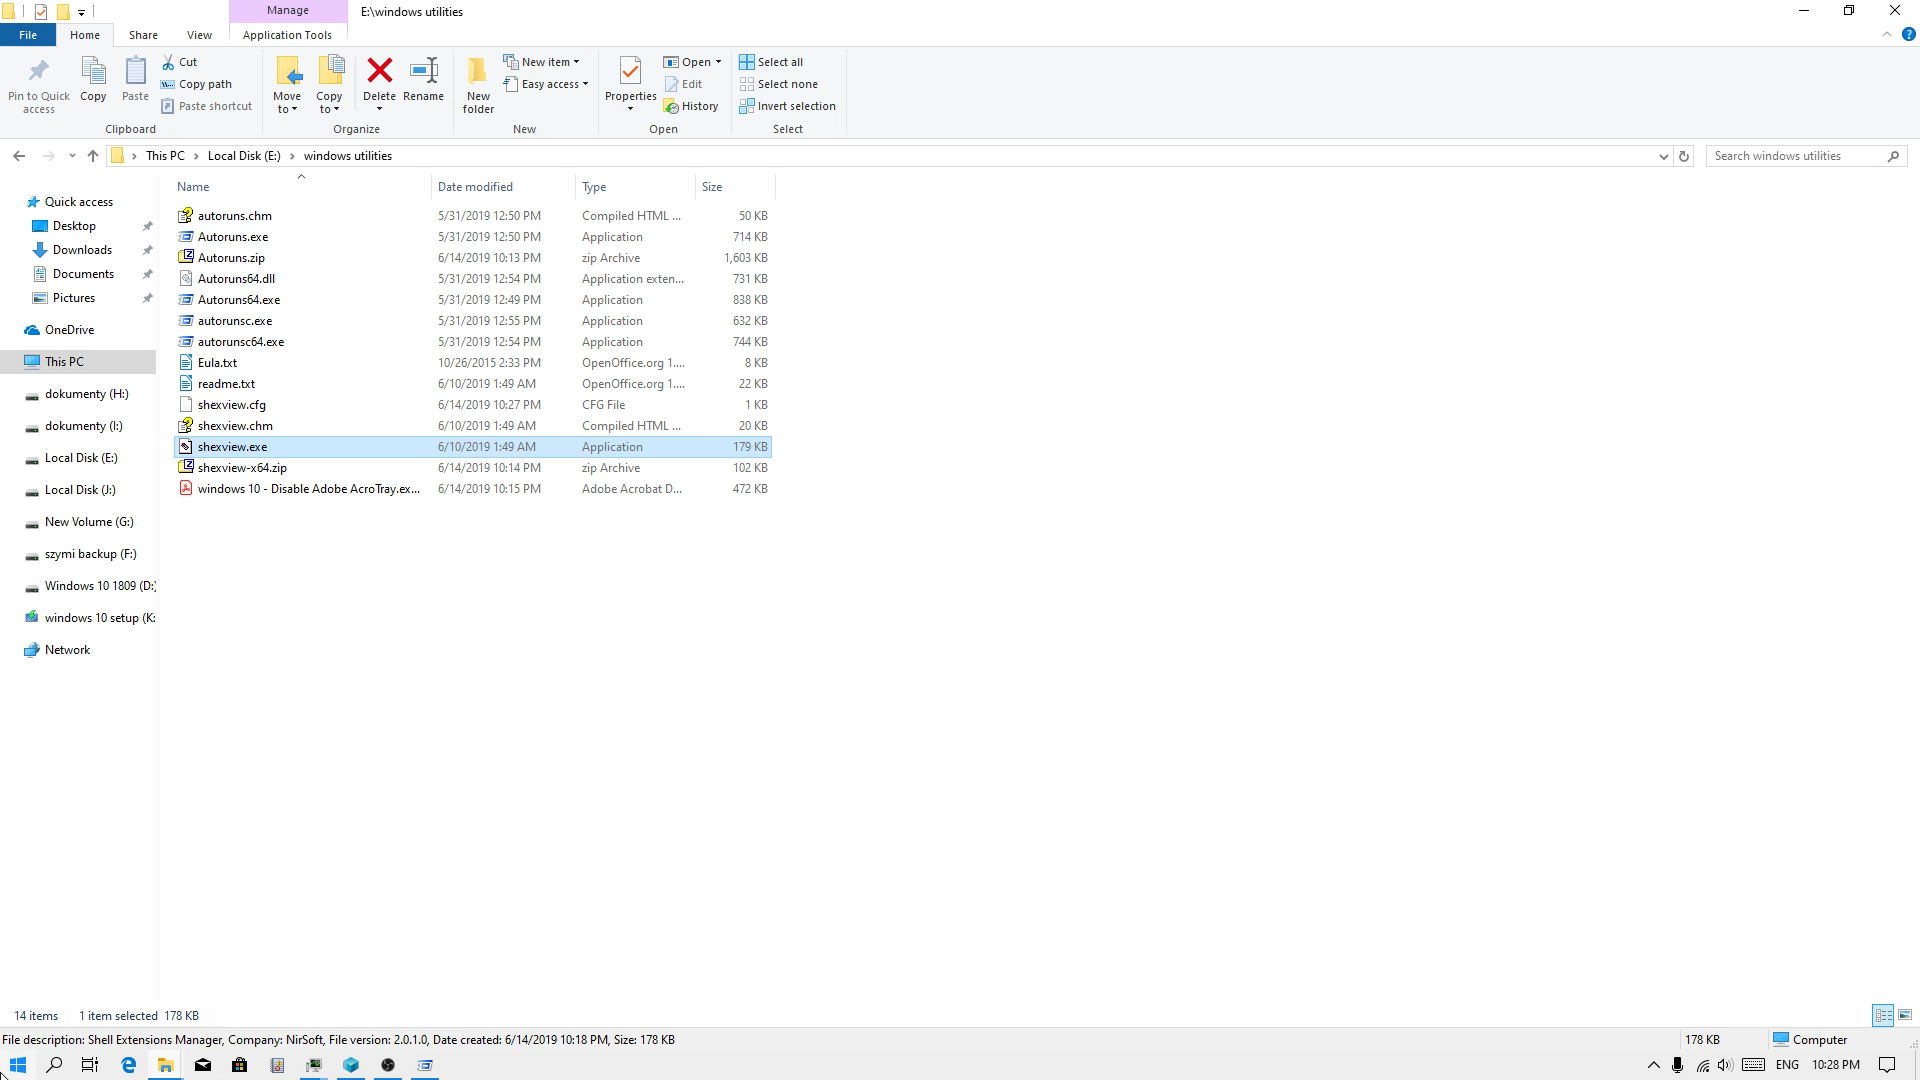 Manage
E:\windows utilities
File
Home
Share
View
Application Tools
Pin to Quick access
Copy
Paste
Cut
Copy path
Paste shortcut
Clipboard
Move to
Copy to
Delete
Rename
Organize
New folder
New item
Easy access
New
Properties
Open
Edit
History
Open
Select all
Select none
Invert selection
Select
This PC
Local Disk (E:)
windows utilities
Search windows utilities
Name Date modified Type Size
Quick access
Desktop
Downloads
Documents
Pictures
OneDrive
This PC
dokumenty (H:)
dokumenty (I:)
Local Disk (E:)
Local Disk (J:)
New Volume (G:)
szymi backup (F:)
Windows 10 1809 (D:)
windows 10 setup (K:
Network
autoruns.chm 5/31/2019 12:50 PM Compiled HTML ... 50 KB
Autoruns.exe 5/31/2019 12:50 PM Application 714 KB
Autoruns.zip 6/14/2019 10:13 PM zip Archive 1,603 KB
Autoruns64.dll 5/31/2019 12:54 PM Application exten... 731 KB
Autoruns64.exe 5/31/2019 12:49 PM Application 838 KB
autorunsc.exe 5/31/2019 12:55 PM Application 632 KB
autorunsc64.exe 5/31/2019 12:54 PM Application 744 KB
Eula.txt 10/26/2015 2:33 PM OpenOffice.org 1.... 8 KB
readme.txt 6/10/2019 1:49 AM OpenOffice.org 1.... 22 KB
shexview.cfg 6/14/2019 10:27 PM CFG File 1 KB
shexview.chm 6/10/2019 1:49 AM Compiled HTML ... 20 KB
shexview.exe 6/10/2019 1:49 AM Application 179 KB
shexview-x64.zip 6/14/2019 10:14 PM zip Archive 102 KB
windows 10 - Disable Adobe AcroTray.ex... 6/14/2019 10:15 PM Adobe Acrobat D... 472 KB
14 items 1 item selected 178 KB
File description: Shell Extensions Manager, Company: NirSoft, File version: 2.0.1.0, Date created: 6/14/2019 10:18 PM, Size: 178 KB
178 KB
Computer
ENG
10:28 PM